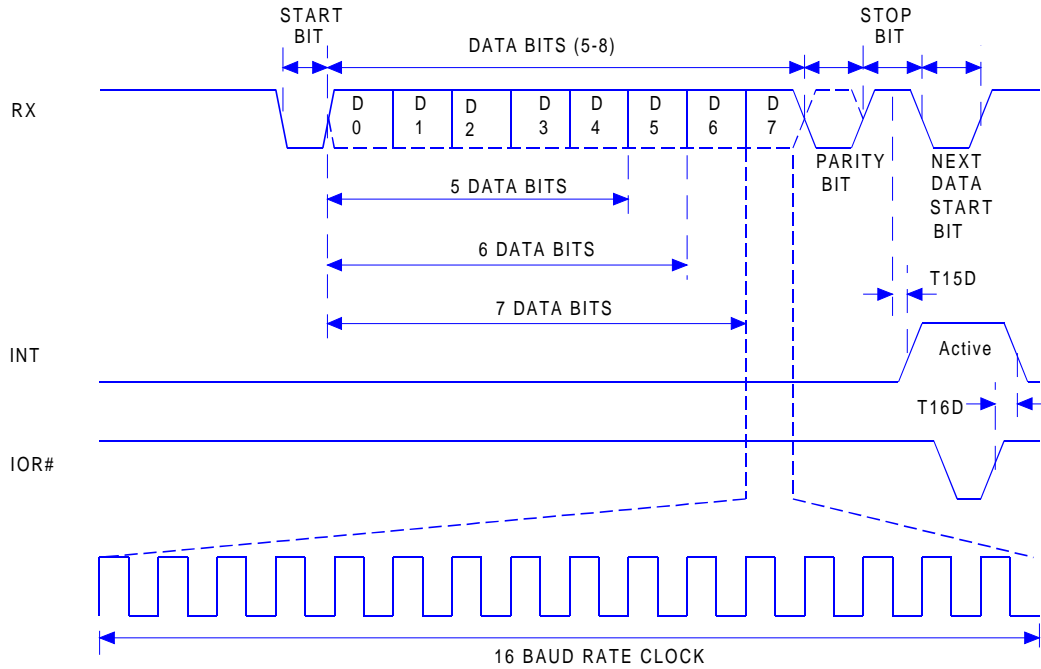 START
BIT
DATA BITS (5-8)
STOP
BIT
RX
D D D D D D D D
0 1 2 3 4 5 6 7
PARITY
BIT
NEXT
DATA
START
BIT
5 DATA BITS
6 DATA BITS
T15D
7 DATA BITS
INT
Active
T16D
IOR#
16 BAUD RATE CLOCK